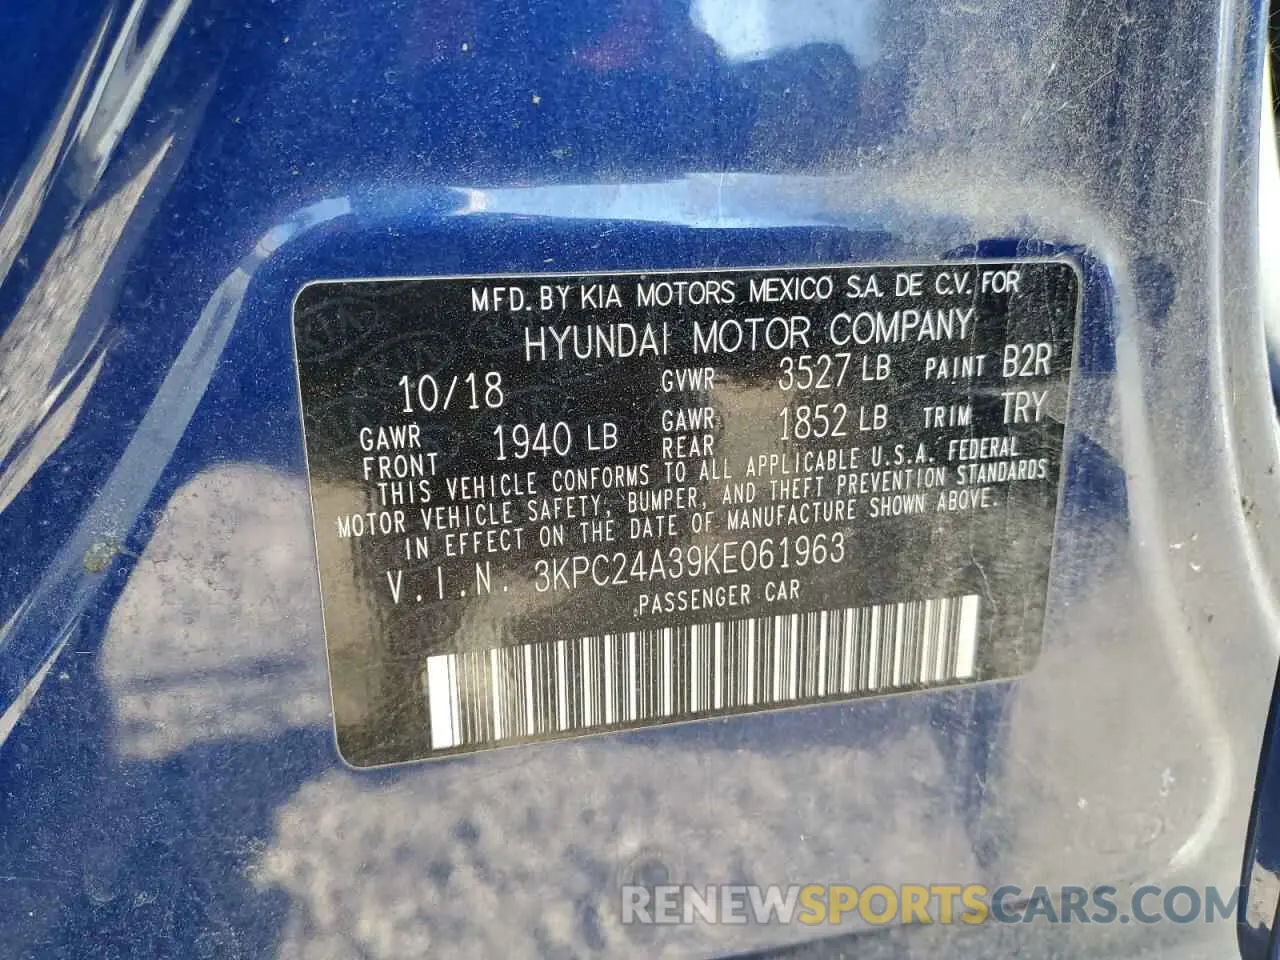 MFD. BY KIA MOTORS MEXICO S.A. DE C.V. FOR
HYUNDAI MOTOR COMPANY
10/18 GVWR 3527 LB PAINT B2R
GAWR FRONT 1940 LB GAWR REAR 1852 LB TRIM TRY
THIS VEHICLE CONFORMS TO ALL APPLICABLE U.S.A. FEDERAL
MOTOR VEHICLE SAFETY, BUMPER, AND THEFT PREVENTION STANDARDS
IN EFFECT ON THE DATE OF MANUFACTURE SHOWN ABOVE.
V.I.N. 3KPC24A39KE061963
PASSENGER CAR
RENEWSPORTSCARS.COM